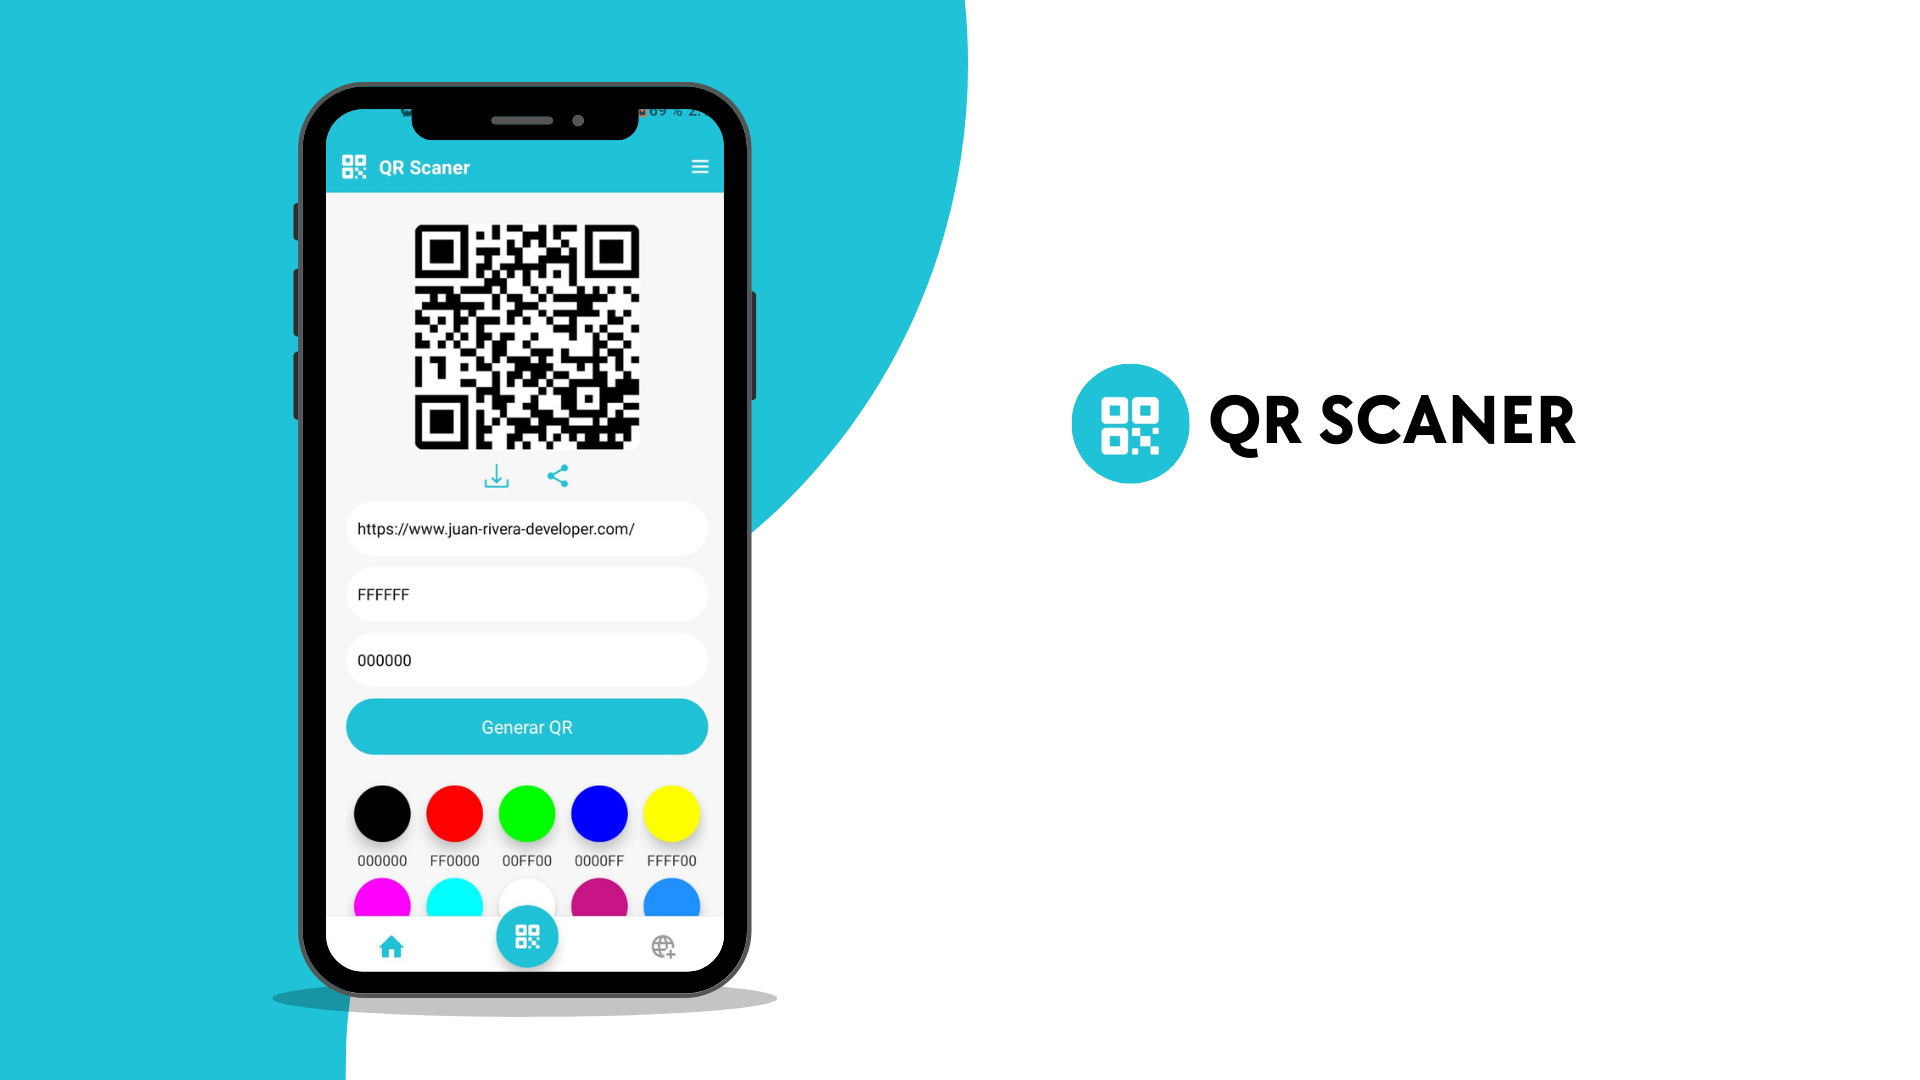 69 %
QR Scaner
https://www.juan-rivera-developer.com/
FFFFFF
000000
Generar QR
000000 FF0000 00FF00 0000FF FFFF00
QR SCANER